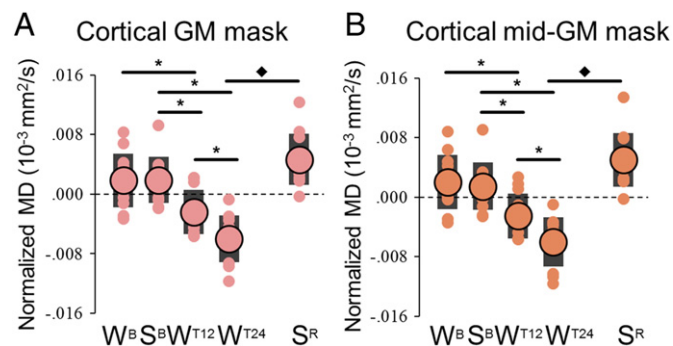 A Cortical GM mask
Normalized MD (10⁻³ mm²/s)
.016
.008
.000
-.008
-.016
* * * * ◆
Wᴮ Sᴮ Wᵀ¹² Wᵀ²⁴ Sᴿ
B Cortical mid-GM mask
Normalized MD (10⁻³ mm²/s)
.016
.008
.000
-.008
-.016
* * * * ◆
Wᴮ Sᴮ Wᵀ¹² Wᵀ²⁴ Sᴿ